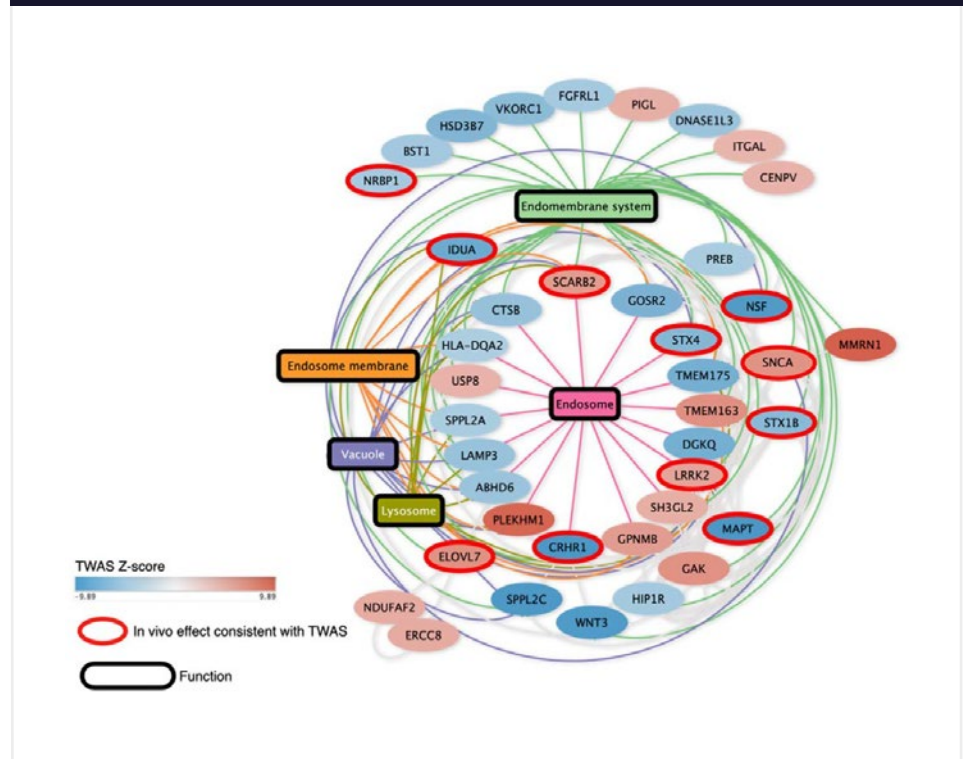 FGFRL1
PIGL
VKORC1
DNASE1L3
HSD3B7
ITGAL
BST1
CENPV
NRBP1
Endomembrane system
IDUA
PREB
SCARB2
GOSR2
CTSB
NSF
STX4
HLA-DQA2
MMRN1
Endosome membrane
SNCA
TMEM175
USP8
Endosome
TMEM163
SPPL2A
STX1B
DGKQ
Vacuole
LAMP3
LRRK2
ABHD6
SH3GL2
Lysosome
PLEKHM1
MAPT
GPNMB
CRHR1
ELOVL7
GAK
TWAS Z-score
-9.89 9.89
SPPL2C
HIP1R
NDUFAF2
WNT3
In vivo effect consistent with TWAS
ERCC8
Function